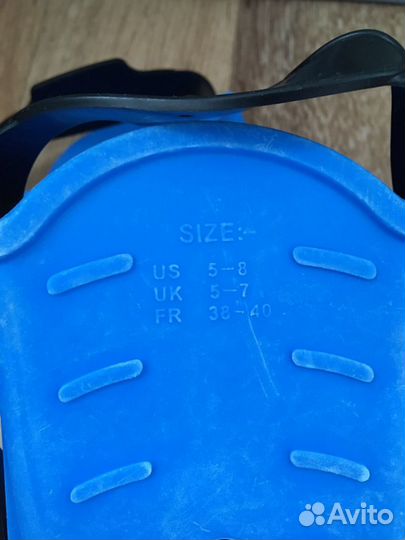 SIZE:-
US 5-8
UK 5-7
FR 38-40
Avito